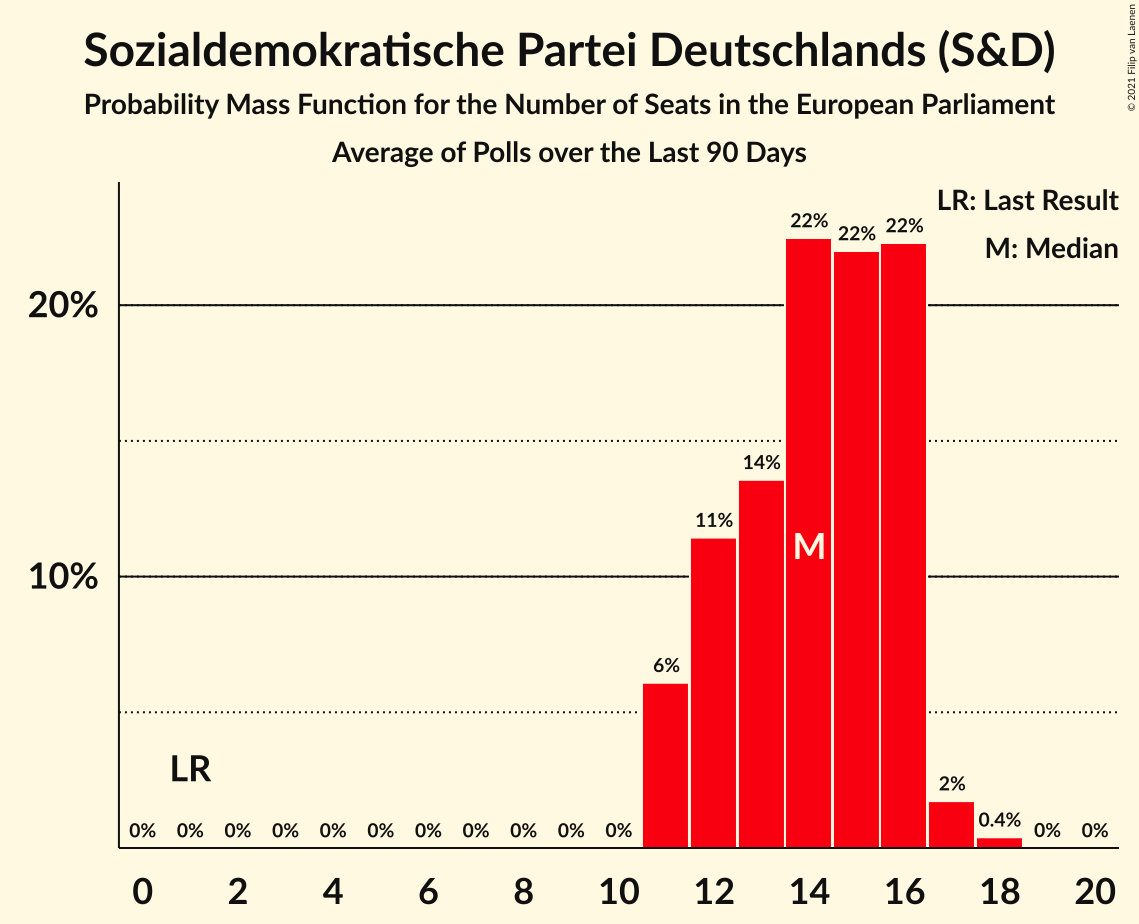 Sozialdemokratische Partei Deutschlands (S&D)
Probability Mass Function for the Number of Seats in the European Parliament
Average of Polls over the Last 90 Days
© 2021 Filip van Laenen
LR: Last Result
M: Median
22% 22% 22%
20%
14%
11%
M
10%
6%
LR
2%
0% 0% 0% 0% 0% 0% 0% 0% 0% 0% 0% 0.4% 0% 0%
0 2 4 6 8 10 12 14 16 18 20